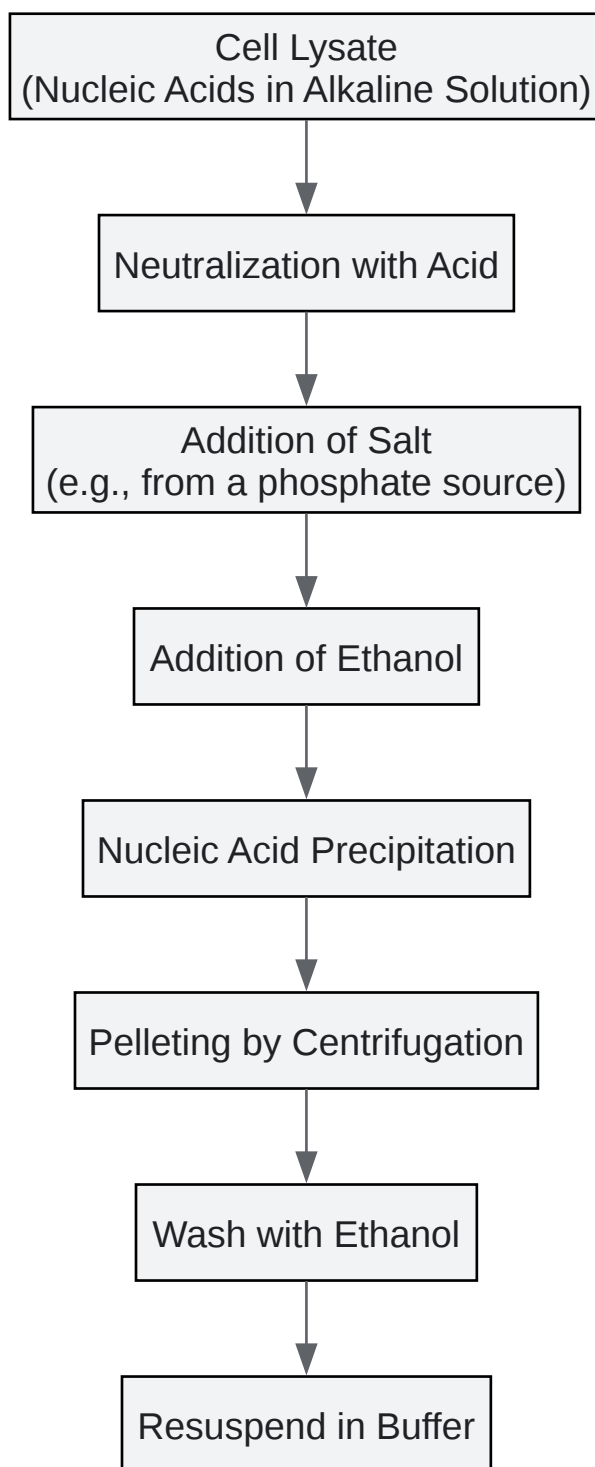 Cell Lysate
(Nucleic Acids in Alkaline Solution)
Neutralization with Acid
Addition of Salt
(e.g., from a phosphate source)
Addition of Ethanol
Nucleic Acid Precipitation
Pelleting by Centrifugation
Wash with Ethanol
Resuspend in Buffer